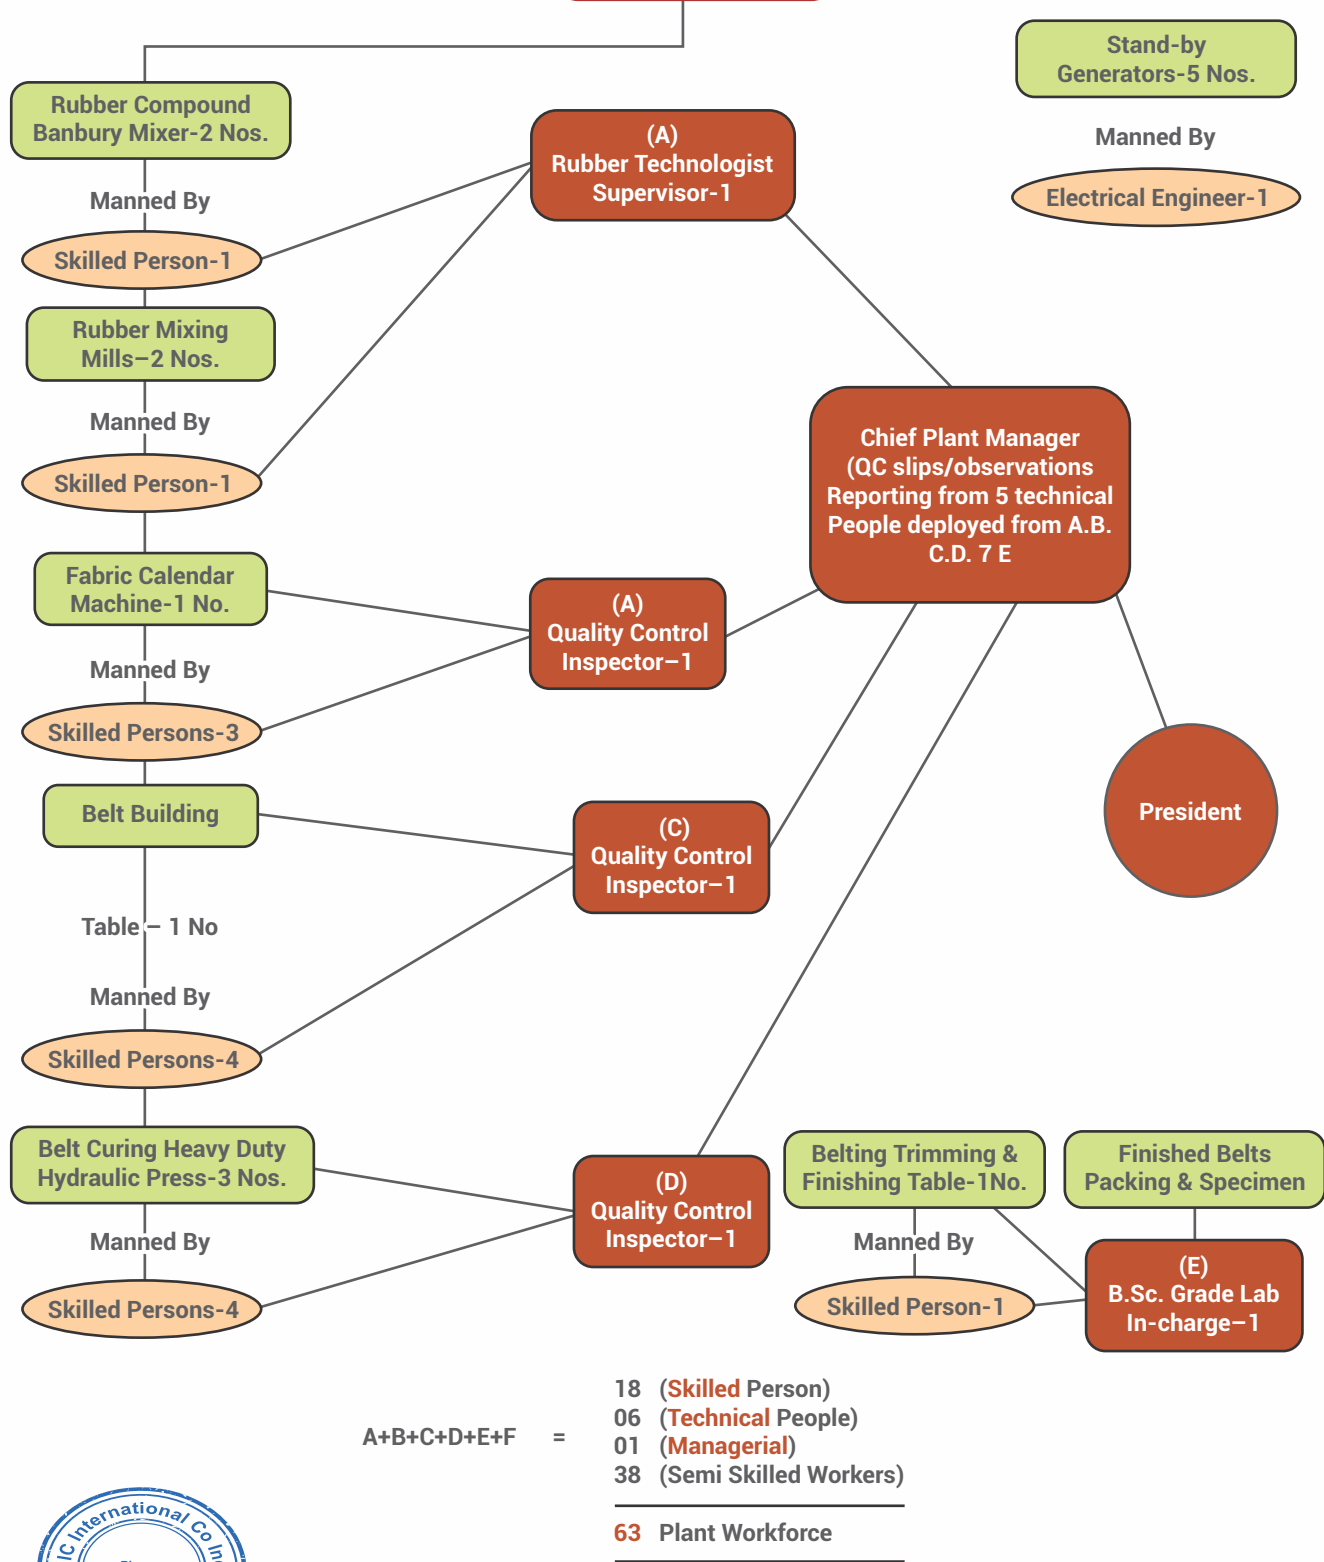 Stand-by
Generators-5 Nos.
Manned By
Electrical Engineer-1
Rubber Compound
Banbury Mixer-2 Nos.
Manned By
Skilled Person-1
Rubber Mixing
Mills–2 Nos.
Manned By
Skilled Person-1
Fabric Calendar
Machine-1 No.
Manned By
Skilled Persons-3
Belt Building
Table – 1 No
Manned By
Skilled Persons-4
Belt Curing Heavy Duty
Hydraulic Press-3 Nos.
Manned By
Skilled Persons-4
(A)
Rubber Technologist
Supervisor-1
(A)
Quality Control
Inspector–1
(C)
Quality Control
Inspector–1
(D)
Quality Control
Inspector–1
Chief Plant Manager
(QC slips/observations
Reporting from 5 technical
People deployed from A.B.
C.D. 7 E
President
Belting Trimming &
Finishing Table-1No.
Manned By
Skilled Person-1
Finished Belts
Packing & Specimen
(E)
B.Sc. Grade Lab
In-charge–1
A+B+C+D+E+F =
18 (Skilled Person)
06 (Technical People)
01 (Managerial)
38 (Semi Skilled Workers)
63 Plant Workforce
International Co